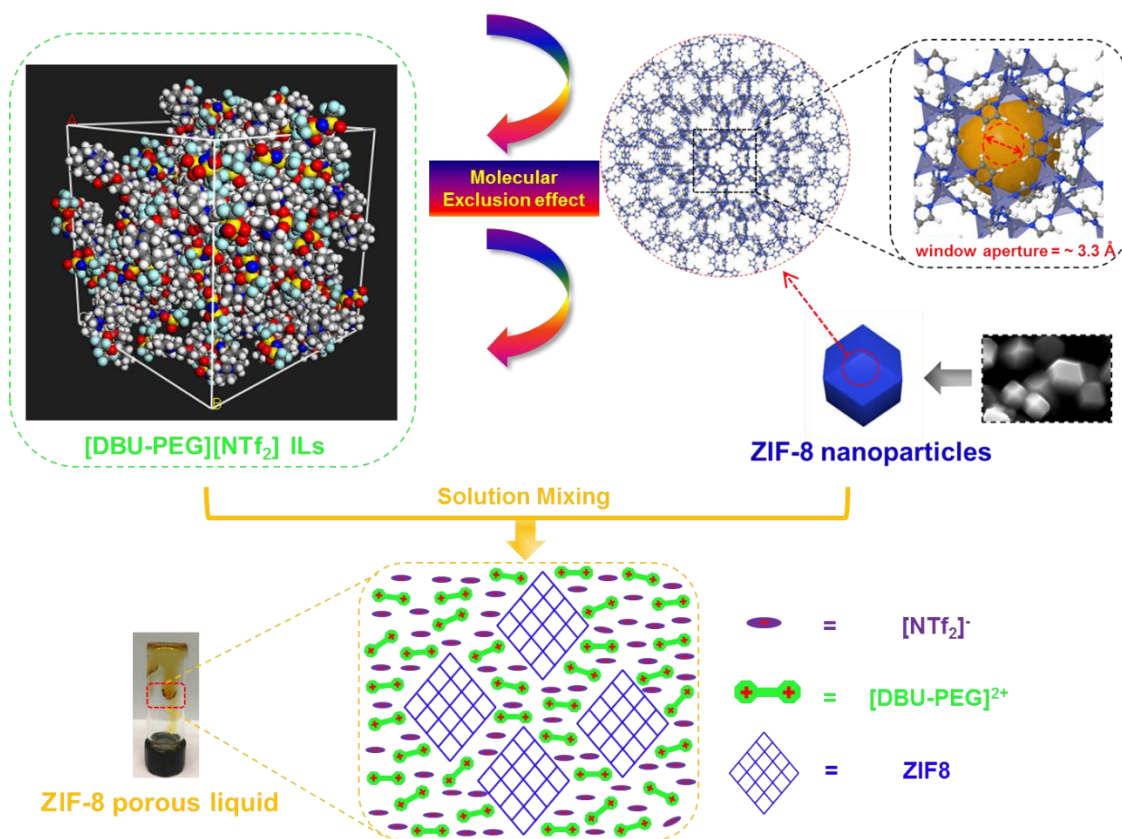 A
B
[DBU-PEG][NTf₂] ILs
Molecular
Exclusion effect
window aperture = ~ 3.3 Å
ZIF-8 nanoparticles
Solution Mixing
ZIF-8 porous liquid
= [NTf₂]⁻
= [DBU-PEG]²⁺
= ZIF8